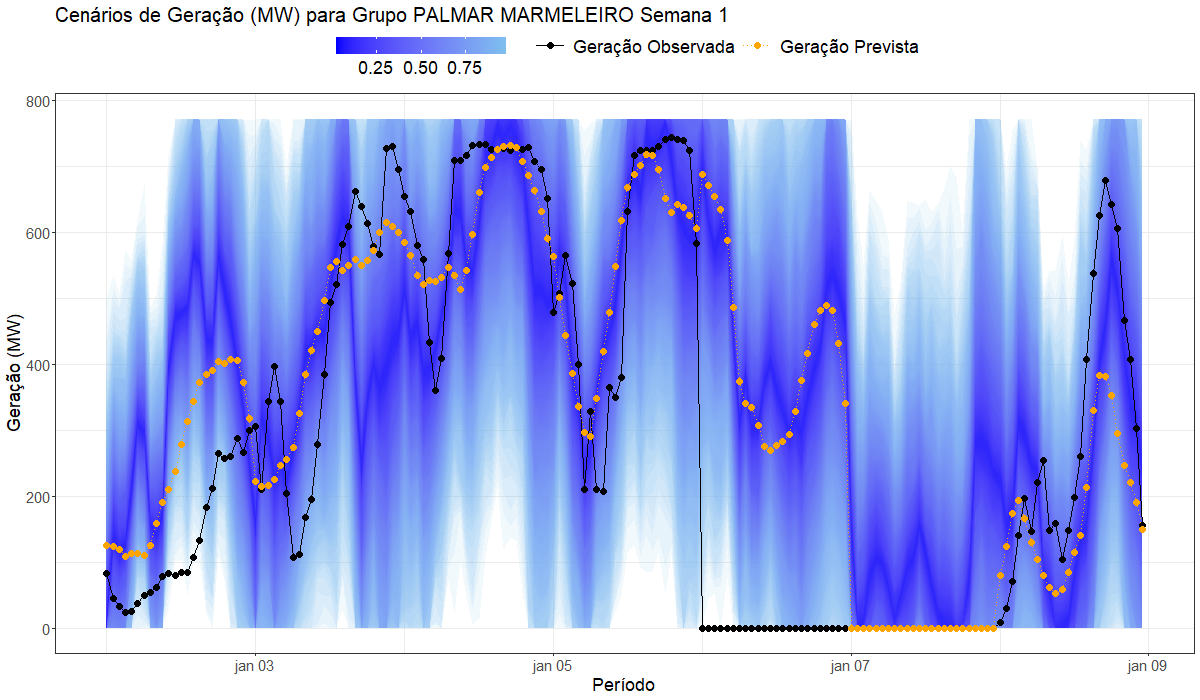 Cenários de Geração (MW) para Grupo PALMAR MARMELEIRO Semana 1
0.25 0.50 0.75
Geração Observada
Geração Prevista
Geração (MW)
800
600
400
200
0
jan 03
jan 05
jan 07
jan 09
Período